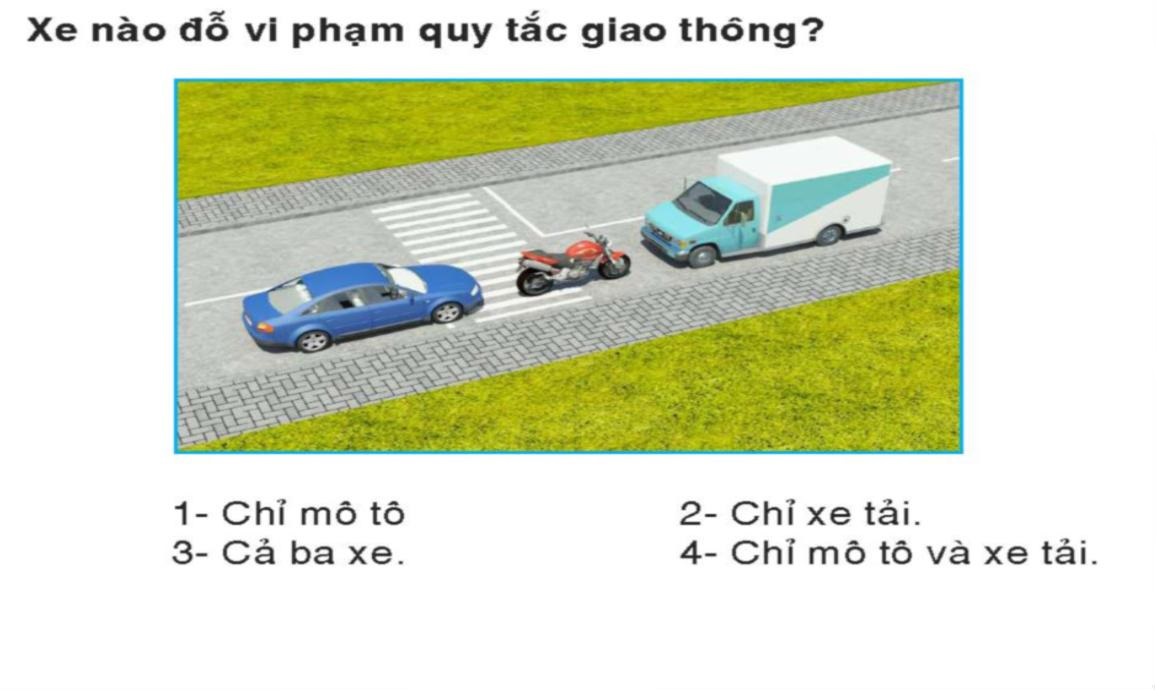 Xe nào đỗ vi phạm quy tắc giao thông?
1- Chỉ mô tô
2- Chỉ xe tải.
3- Cả ba xe.
4- Chỉ mô tô và xe tải.